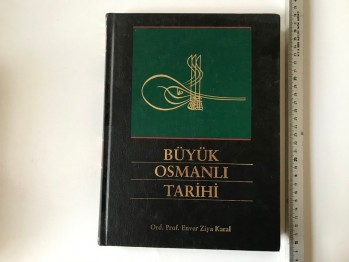 BÜYÜK
OSMANLI
TARİHİ
Ord. Prof. Enver Ziya Karal